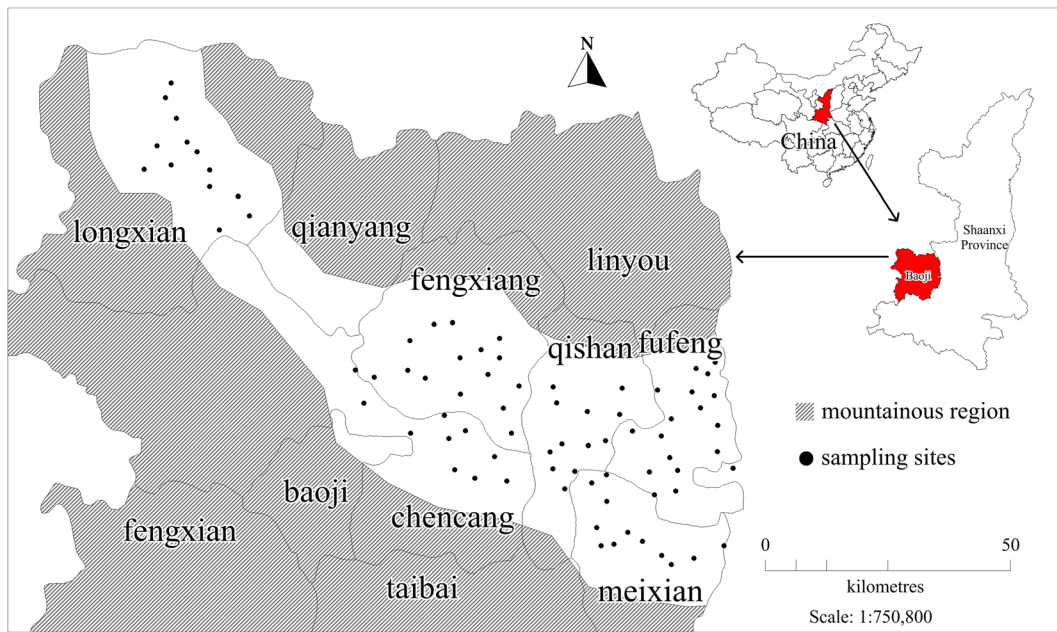 N
China
Shaanxi
Province
Baoji
longxian
qianyang
linyou
fengxiang
qishan
fufeng
mountainous region
sampling sites
baoji
chencang
fengxian
taibai
meixian
0
50
kilometres
Scale: 1:750,800